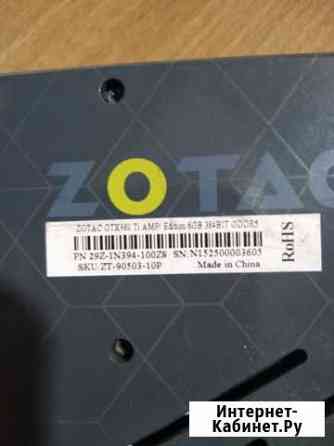 ZOTAC
ZOTAC GTX980 Ti AMP! Edition 6GB 384BIT GDDR5
PN 29Z-1N394-100Z8 SN:N152500003605
SKU:ZT-90503-10P Made in China
RoHS
Интернет-
Кабинет.Ру